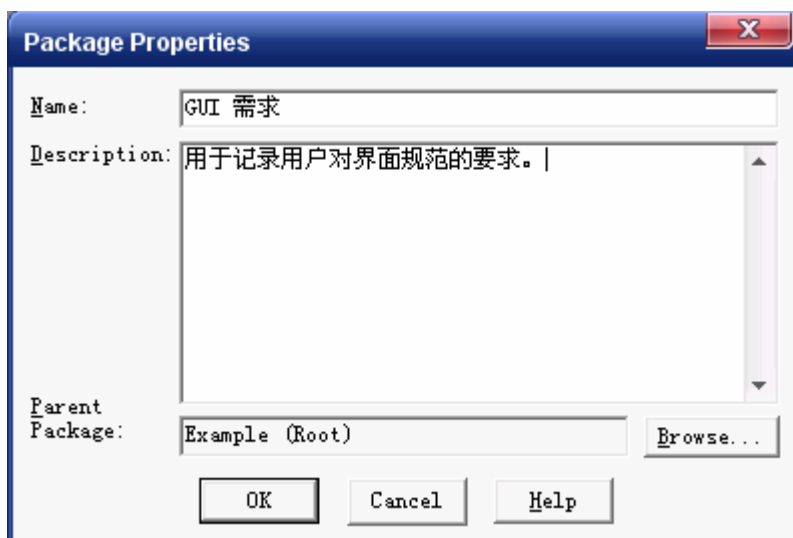 Package Properties
Name:
GUI 需求
Description:
用于记录用户对界面规范的要求。
Parent
Package:
Example (Root)
Browse...
OK
Cancel
Help